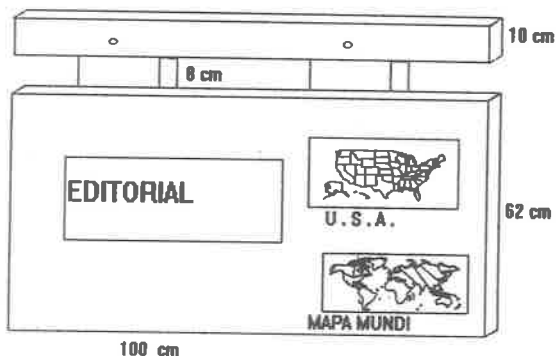 10 cm
8 cm
EDITORIAL
U.S.A.
62 cm
MAPA MUNDI
100 cm